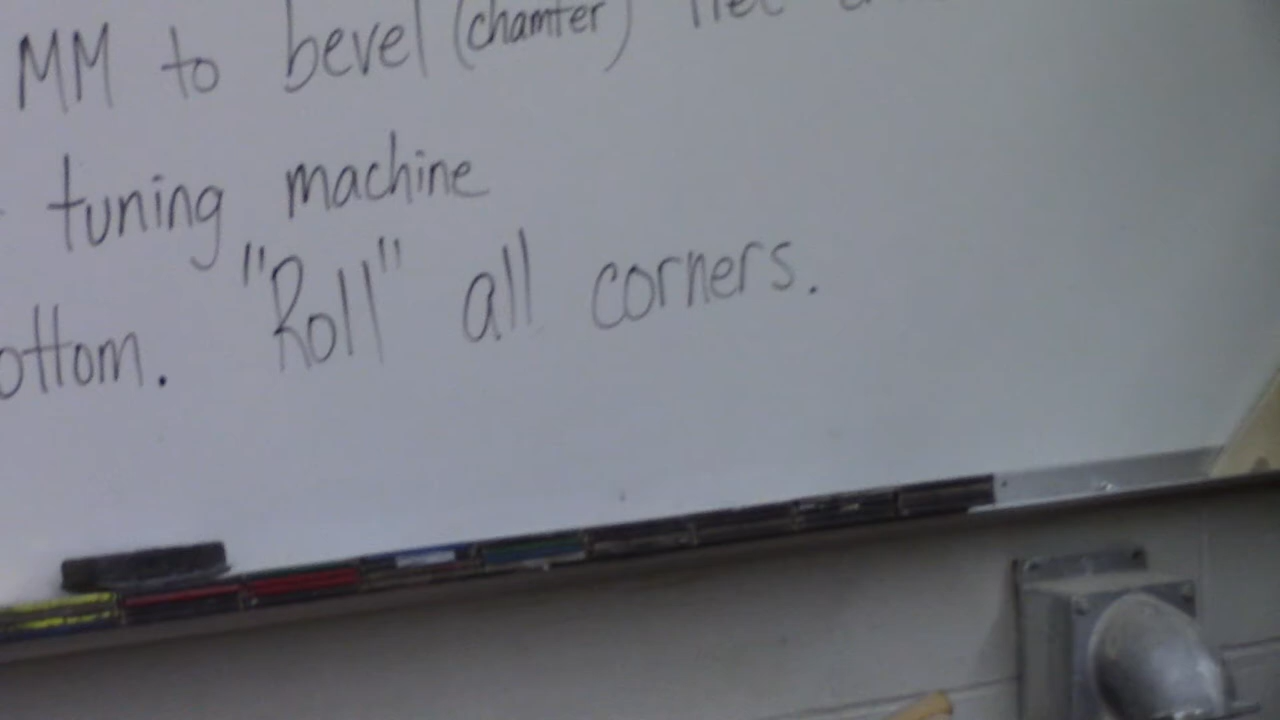 MM to bevel (chamfer)
tuning machine
ottom. "Roll" all corners.